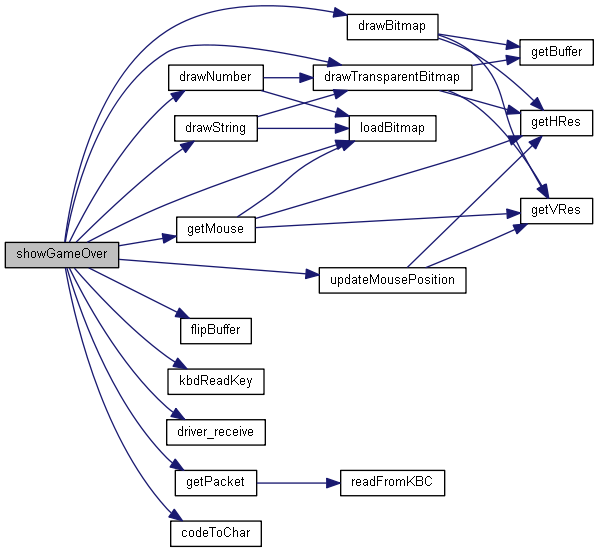 drawBitmap
getBuffer
drawNumber
drawTransparentBitmap
getHRes
drawString
loadBitmap
getVRes
getMouse
showGameOver
updateMousePosition
flipBuffer
kbdReadKey
driver_receive
getPacket
readFromKBC
codeToChar